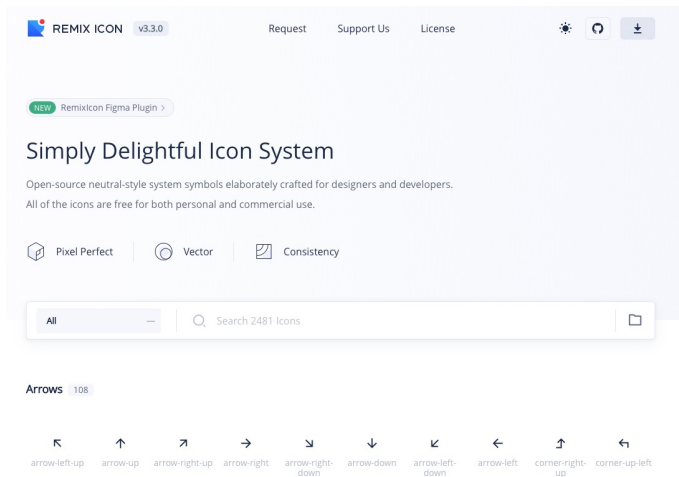 REMIX ICON v3.3.0 Request Support Us License
NEW RemixIcon Figma Plugin >
Simply Delightful Icon System
Open-source neutral-style system symbols elaborately crafted for designers and developers.
All of the icons are free for both personal and commercial use.
Pixel Perfect Vector Consistency
All Search 2481 Icons
Arrows 108
arrow-left-up arrow-up arrow-right-up arrow-right arrow-right- arrow-down arrow-left- arrow-left corner-right- corner-up-left
down down up